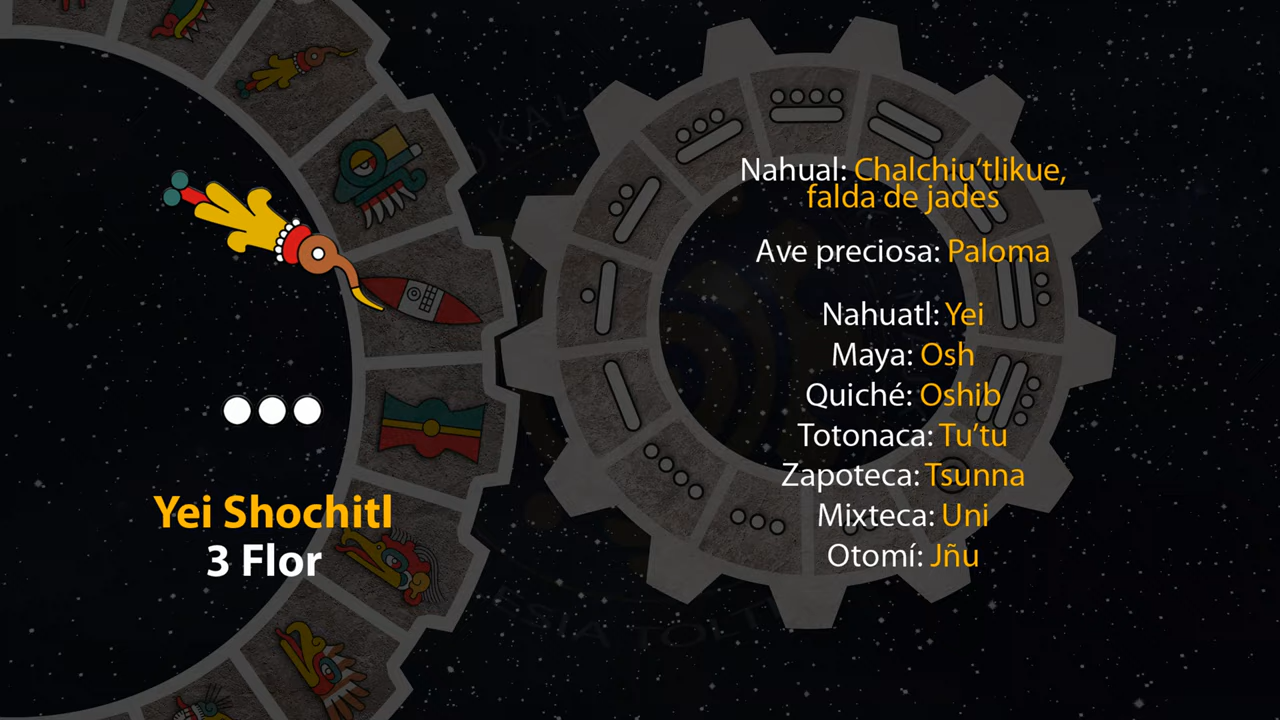 Yei Shochitl
3 Flor
Nahual: Chalchiu’tlikue,
falda de jades
Ave preciosa: Paloma
Nahuatl: Yei
Maya: Osh
Quiché: Oshib
Totonaca: Tu’tu
Zapoteca: Tsunna
Mixteca: Uni
Otomí: Jñu